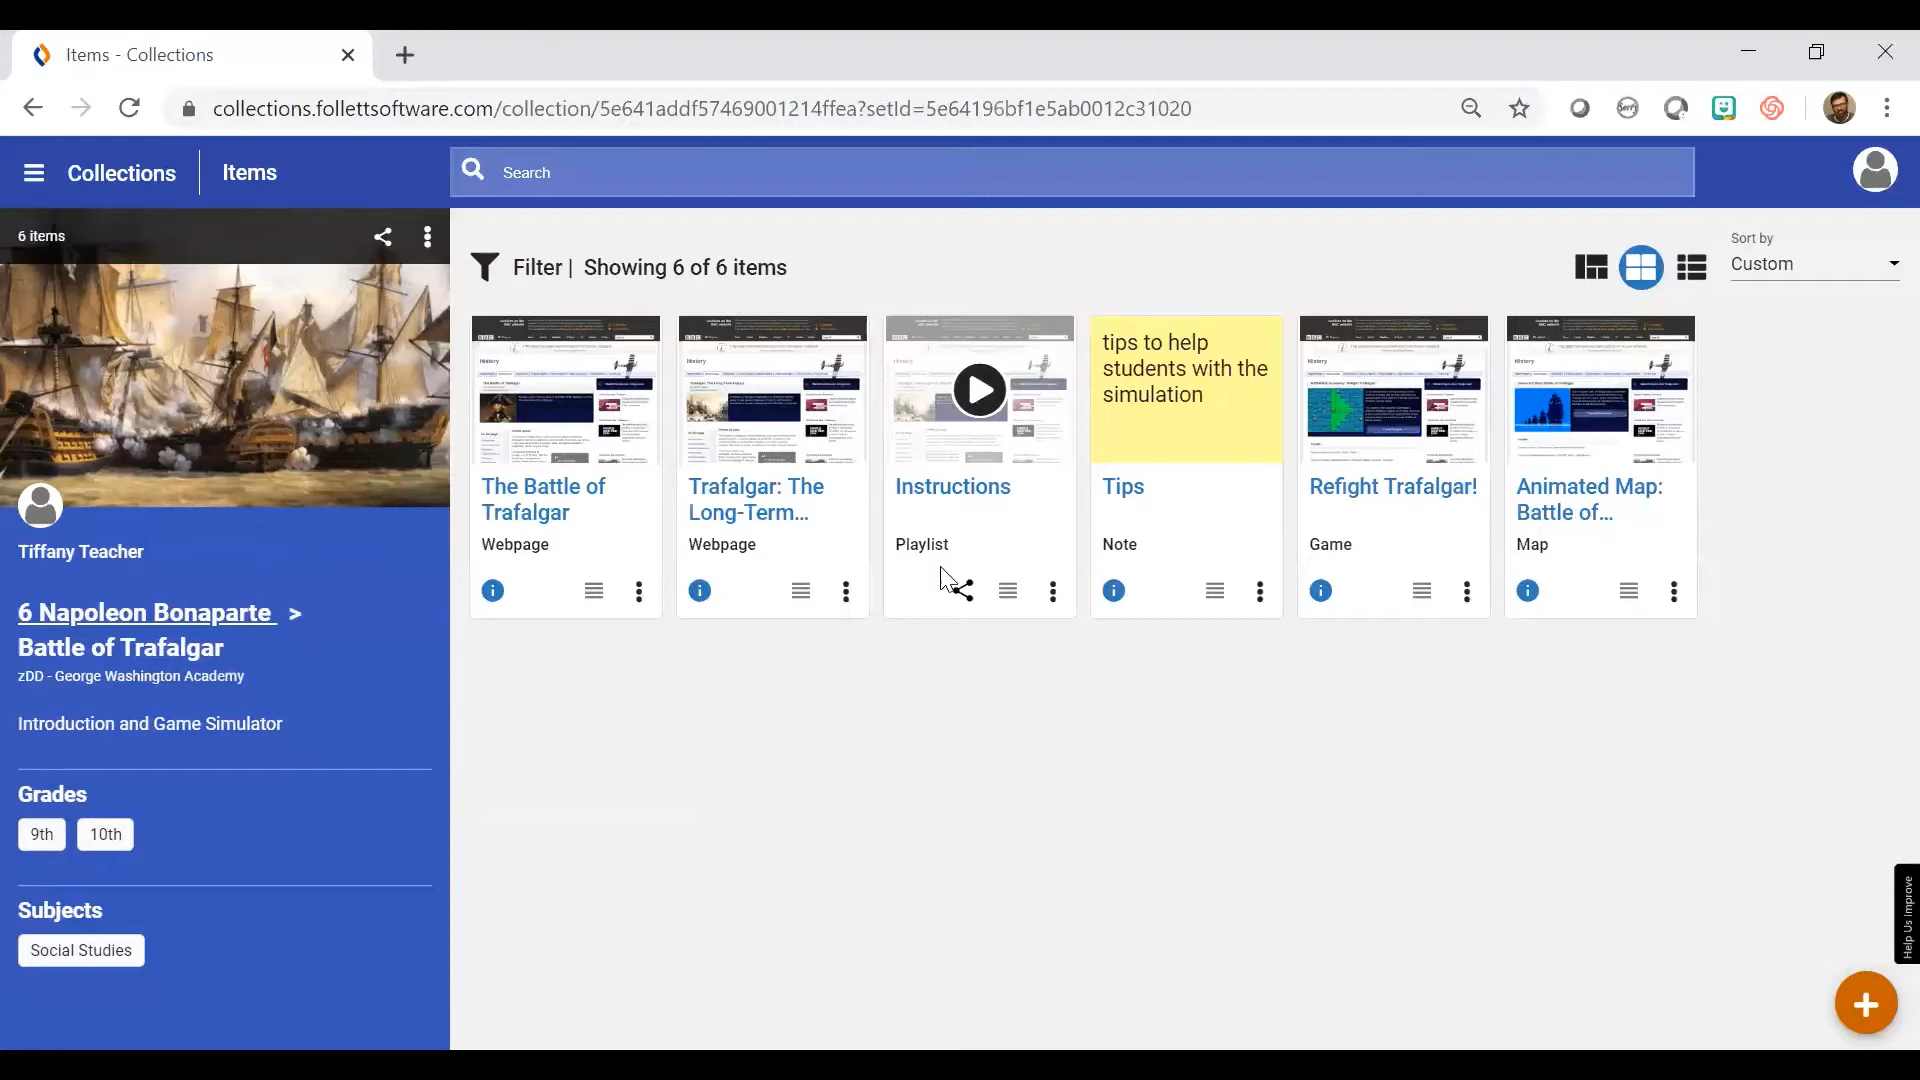 Items - Collections
collections.follettsoftware.com/collection/5e641addf57469001214ffea?setId=5e64196bf1e5ab0012c31020
Collections
Items
Search
6 items
Filter | Showing 6 of 6 items
Sort by
Custom
tips to help
students with the
simulation
The Battle of
Trafalgar
Webpage
Trafalgar: The
Long-Term...
Webpage
Instructions
Playlist
Tips
Note
Refight Trafalgar!
Game
Animated Map:
Battle of...
Map
Tiffany Teacher
6 Napoleon Bonaparte >
Battle of Trafalgar
zDD - George Washington Academy
Introduction and Game Simulator
Grades
9th
10th
Subjects
Social Studies
Help Us Improve